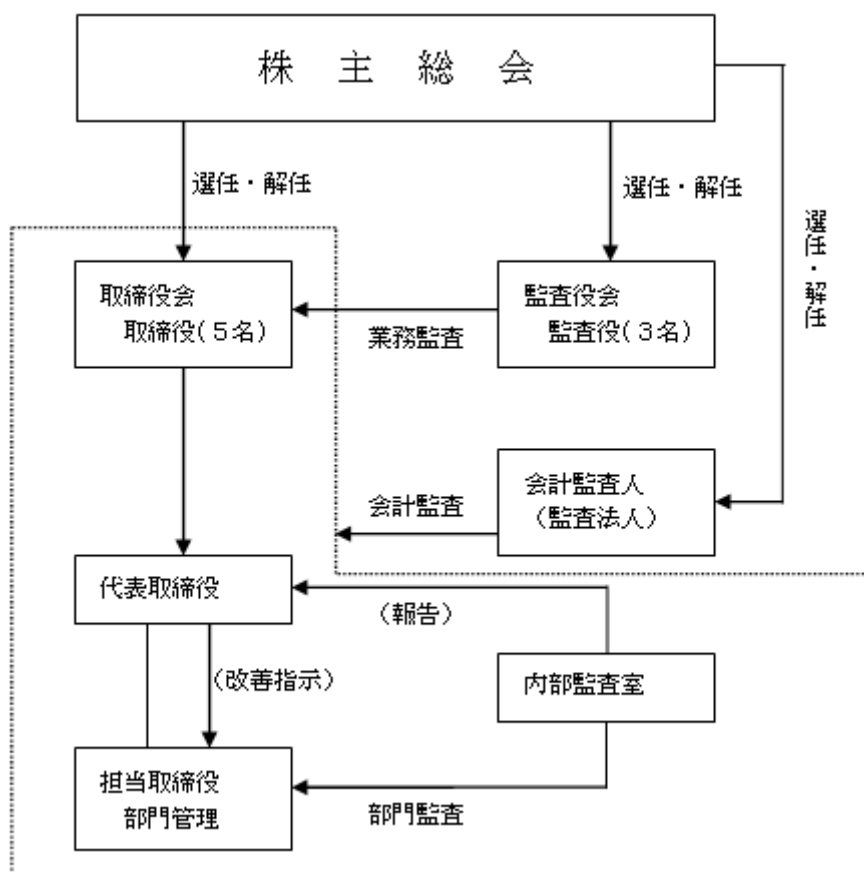 株主総会
選任・解任
選任・解任
選任・解任
取締役会
取締役(5名)
監査役会
監査役(3名)
業務監査
会計監査人
(監査法人)
会計監査
代表取締役
(報告)
(改善指示)
内部監査室
担当取締役
部門管理
部門監査